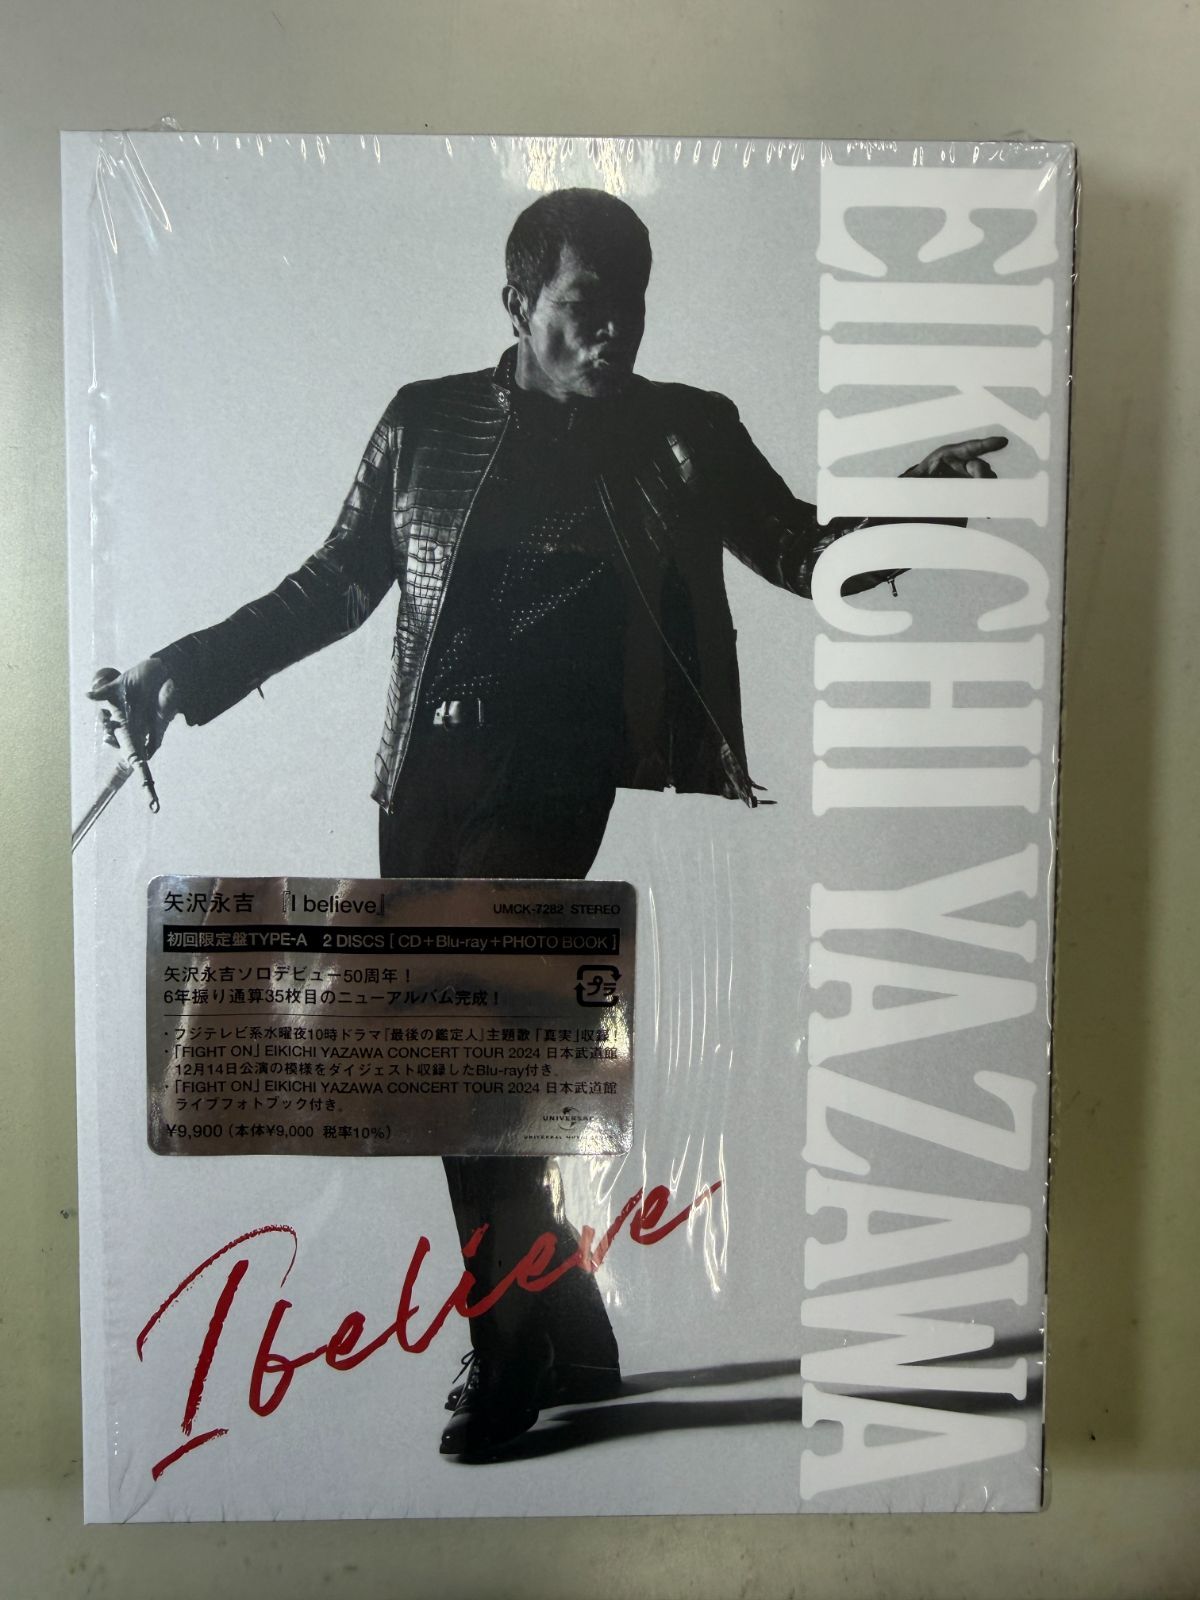 EIKICHI YAZAWA
矢沢永吉 『I believe』
UMCK-7282 STEREO
初回限定盤TYPE-A 2 DISCS [ CD+Blu-ray+PHOTO BOOK ]
矢沢永吉ソロデビュー50周年！
6年振り通算35枚目のニューアルバム完成！
プラ
・フジテレビ系水曜夜10時ドラマ「最後の鑑定人」主題歌「真実」収録！
・「FIGHT ON」EIKICHI YAZAWA CONCERT TOUR 2024 日本武道館
12月14日公演の模様をダイジェスト収録したBlu-ray付き。
・「FIGHT ON」EIKICHI YAZAWA CONCERT TOUR 2024 日本武道館
ライブフォトブック付き。
¥9,900（本体¥9,000 税率10%）
UNIVERSAL
I believe